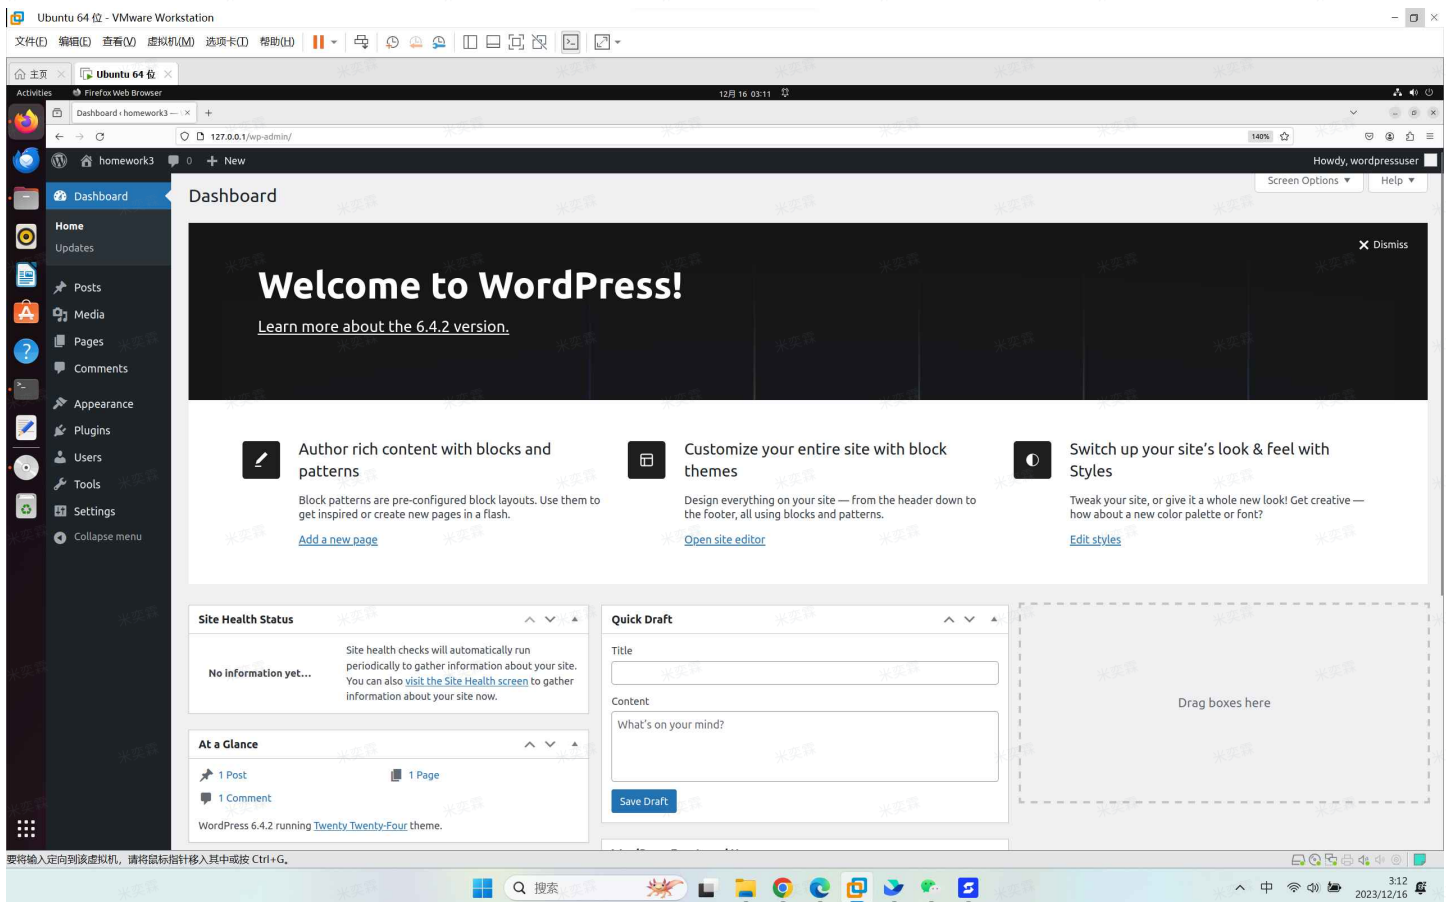 Ubuntu 64 位 - VMware Workstation
文件(F) 编辑(E) 查看(V) 虚拟机(M) 选项卡(T) 帮助(H)
主页 Ubuntu 64 位
Activities Firefox Web Browser 12月 16 03:11
Dashboard ‹ homework3 —
127.0.0.1/wp-admin/ 140%
homework3 0 New Howdy, wordpressuser
Screen Options Help
Dashboard
Home
Updates
Posts
Media
Pages
Comments
Appearance
Plugins
Users
Tools
Settings
Collapse menu
Dashboard
Dismiss
Welcome to WordPress!
Learn more about the 6.4.2 version.
Author rich content with blocks and
patterns
Block patterns are pre-configured block layouts. Use them to
get inspired or create new pages in a flash.
Add a new page
Customize your entire site with block
themes
Design everything on your site — from the header down to
the footer, all using blocks and patterns.
Open site editor
Switch up your site's look & feel with
Styles
Tweak your site, or give it a whole new look! Get creative —
how about a new color palette or font?
Edit styles
Site Health Status
No information yet...
Site health checks will automatically run
periodically to gather information about your site.
You can also visit the Site Health screen to gather
information about your site now.
At a Glance
1 Post 1 Page
1 Comment
WordPress 6.4.2 running Twenty Twenty-Four theme.
Quick Draft
Title
Content
What's on your mind?
Save Draft
Drag boxes here
要将输入定向到该虚拟机，请将鼠标指针移入其中或按 Ctrl+G。
搜索
中
3:12
2023/12/16